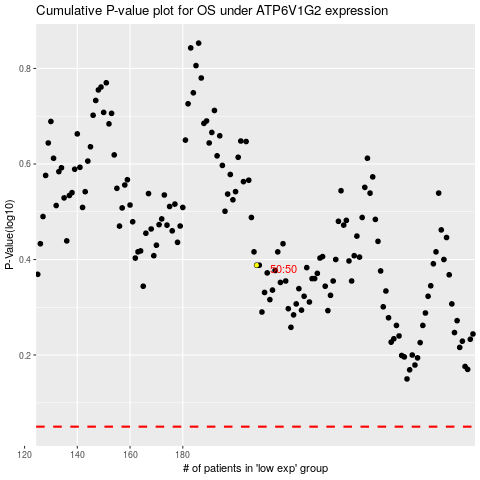 Cumulative P-value plot for OS under ATP6V1G2 expression
P-Value(log10)
0.8
0.6
0.4
0.2
50:50
120 140 160 180
# of patients in 'low exp' group